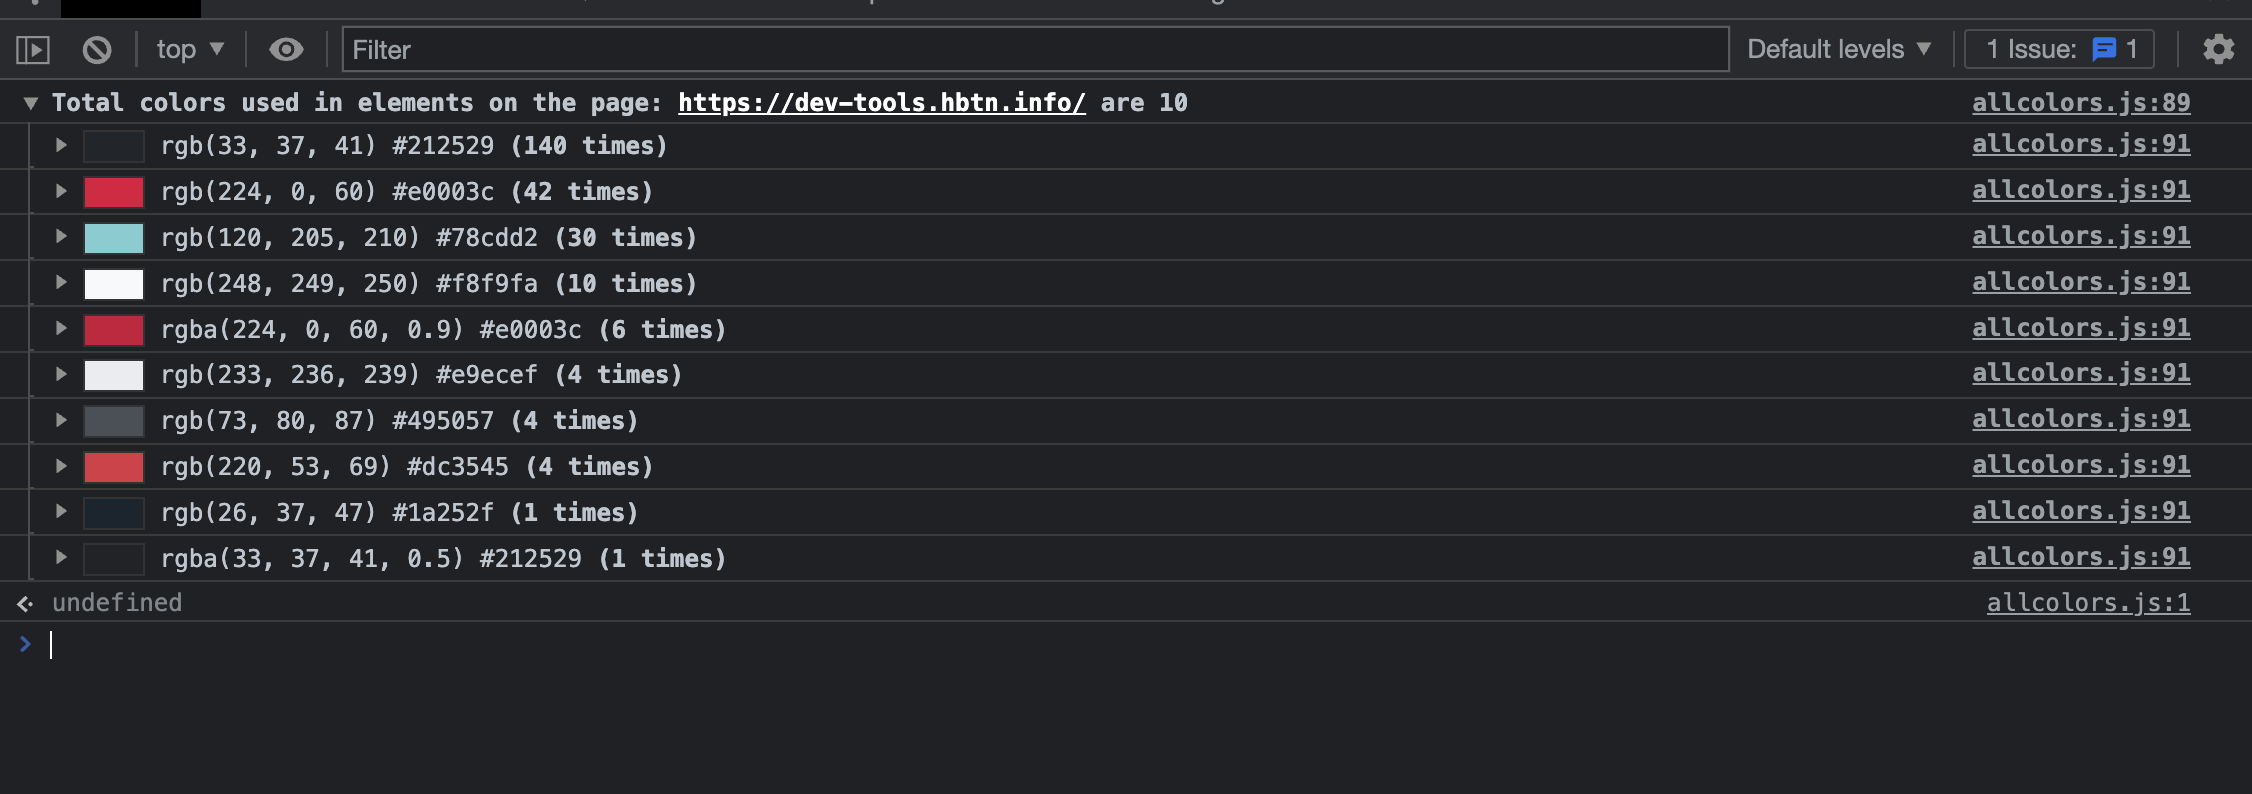 top Filter Default levels 1 Issue: 1
Total colors used in elements on the page: https://dev-tools.hbtn.info/ are 10 allcolors.js:89
rgb(33, 37, 41) #212529 (140 times) allcolors.js:91
rgb(224, 0, 60) #e0003c (42 times) allcolors.js:91
rgb(120, 205, 210) #78cdd2 (30 times) allcolors.js:91
rgb(248, 249, 250) #f8f9fa (10 times) allcolors.js:91
rgba(224, 0, 60, 0.9) #e0003c (6 times) allcolors.js:91
rgb(233, 236, 239) #e9ecef (4 times) allcolors.js:91
rgb(73, 80, 87) #495057 (4 times) allcolors.js:91
rgb(220, 53, 69) #dc3545 (4 times) allcolors.js:91
rgb(26, 37, 47) #1a252f (1 times) allcolors.js:91
rgba(33, 37, 41, 0.5) #212529 (1 times) allcolors.js:91
undefined allcolors.js:1